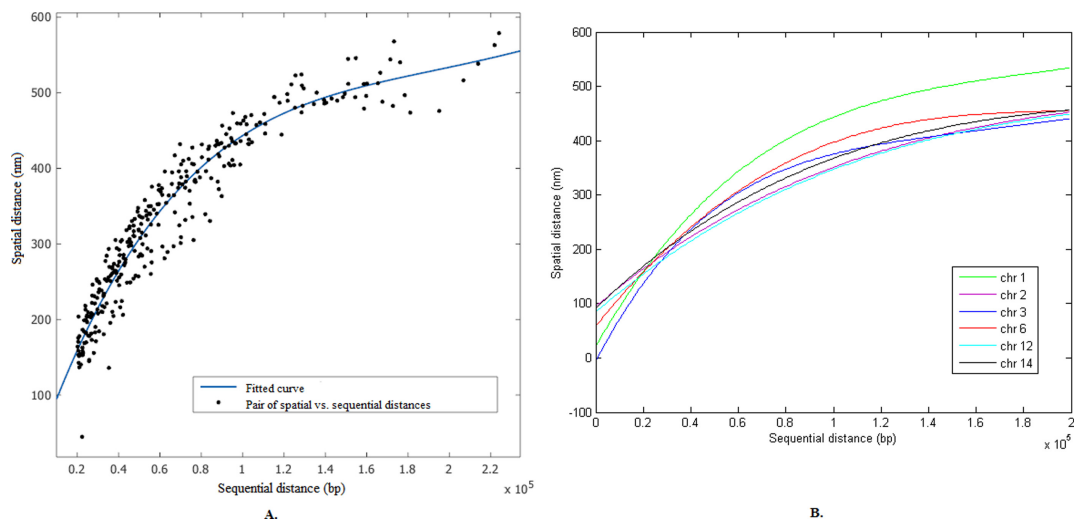 600
500
400
300
200
100
Spatial distance (nm)
Fitted curve
Pair of spatial vs. sequential distances
0.2 0.4 0.6 0.8 1 1.2 1.4 1.6 1.8 2 2.2
Sequential distance (bp)
× 10^5
A.
600
500
400
300
200
100
0
-100
Spatial distance (nm)
chr 1
chr 2
chr 3
chr 6
chr 12
chr 14
0 0.2 0.4 0.6 0.8 1 1.2 1.4 1.6 1.8 2
Sequential distance (bp)
× 10^5
B.